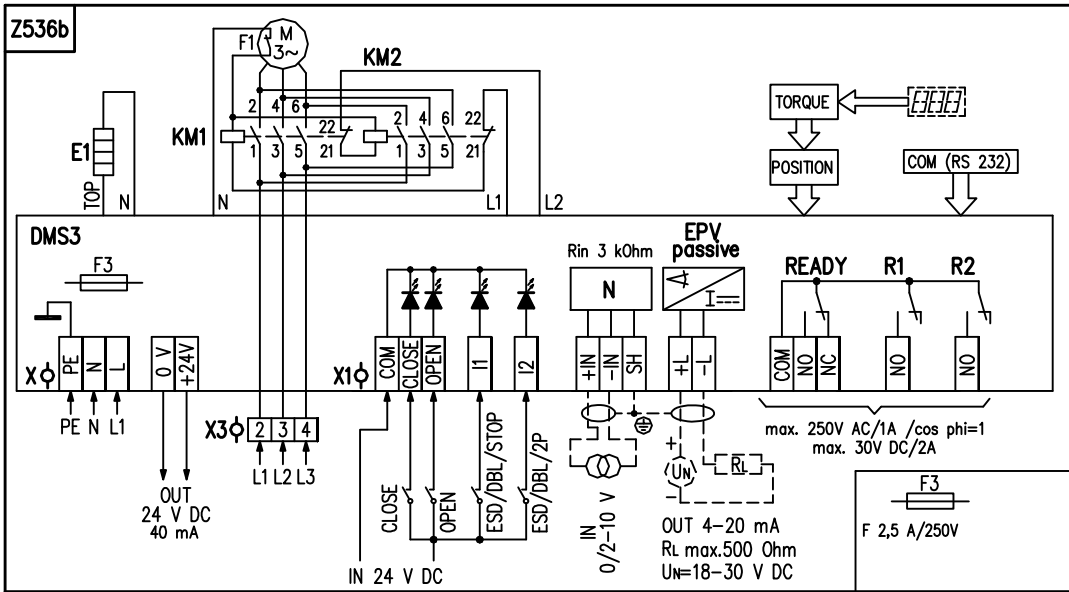 Z536b
F1
M
3~
KM2
2 4 6
22
2 4 6
22
KM1
1 3 5
21
1 3 5
21
E1
TOP
N
N
L1
L2
TORQUE
POSITION
COM (RS 232)
DMS3
F3
Rin 3 kOhm
N
EPV
passive
I
READY
R1
R2
X
PE
N
L
0 V
+24V
X1
COM
CLOSE
OPEN
I1
I2
+IN
-IN
SH
+L
-L
COM
NO
NC
NO
NO
PE N L1
X3
2 3 4
L1 L2 L3
OUT
24 V DC
40 mA
CLOSE
OPEN
ESD/DBL/STOP
ESD/DBL/2P
IN 24 V DC
IN
0/2-10 V
+
UN
-
RL
OUT 4-20 mA
RL max.500 Ohm
UN=18-30 V DC
max. 250V AC/1A /cos phi=1
max. 30V DC/2A
F3
F 2,5 A/250V